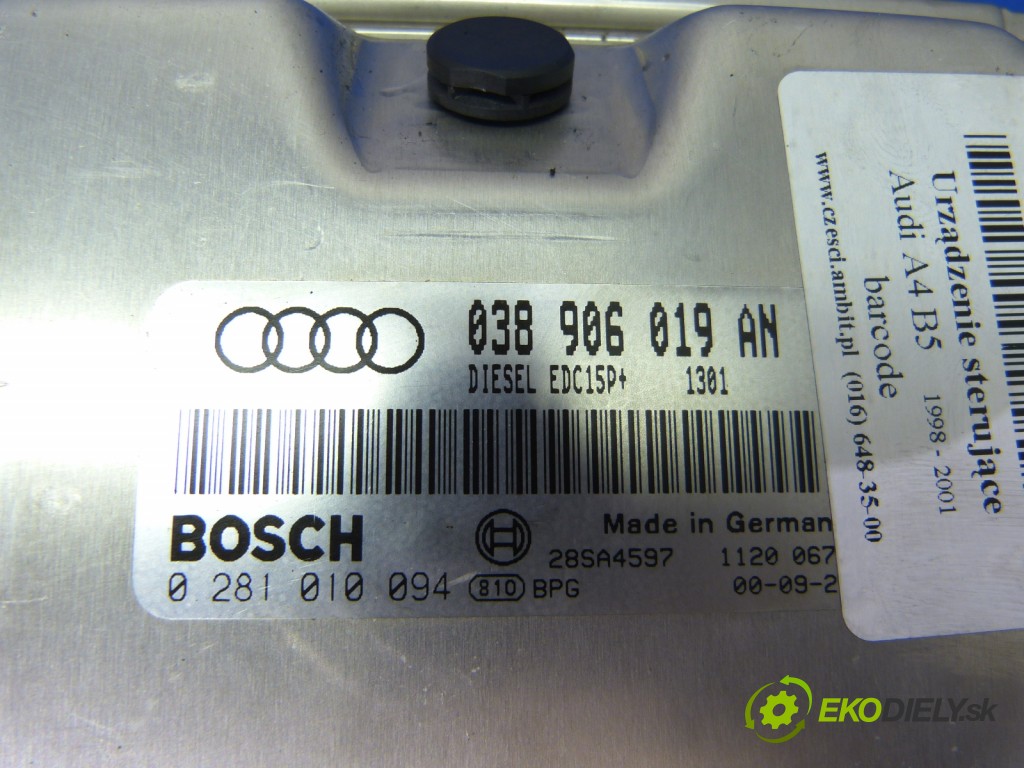 038 906 019 AN
DIESEL EDC15P+ 1301
BOSCH
Made in German
28SA4597 1120 067
0 281 010 094 810 BPG 00-09-2
Urządzenie sterujące
Audi A4 B5 1998 - 2001
barcode
www.czesci.ambit.pl (016) 648-35-00
EKODIELY.sk